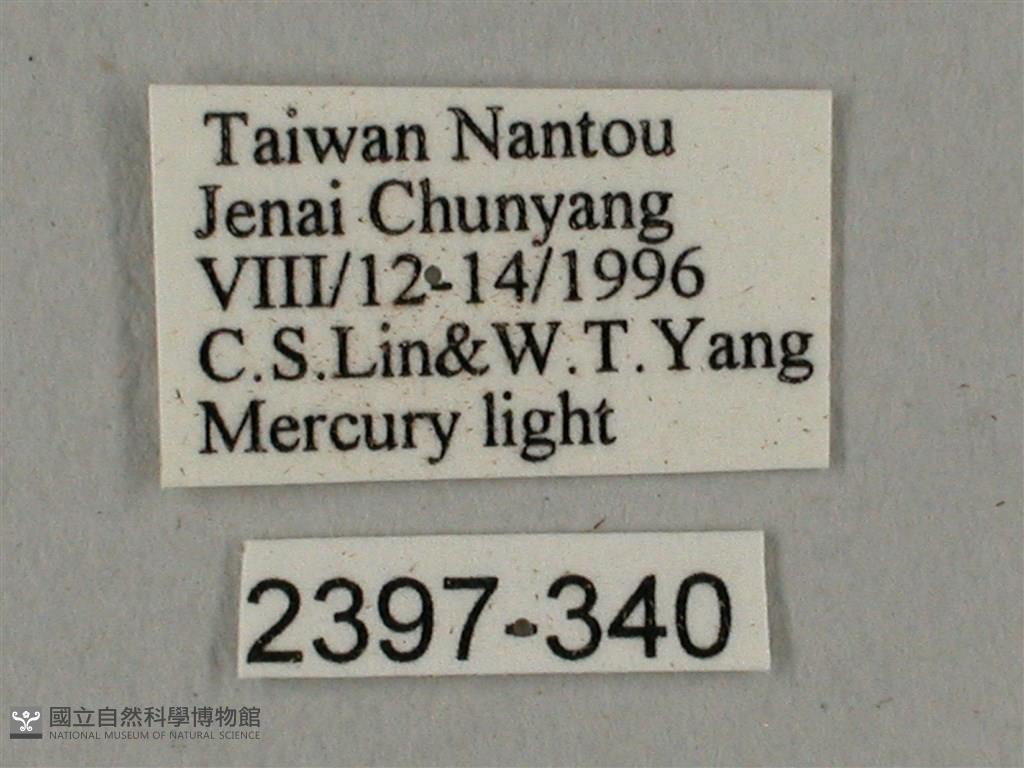 Taiwan Nantou
Jenai Chunyang
VIII/12-14/1996
C.S.Lin&W.T.Yang
Mercury light
2397-340
國立自然科學博物館
NATIONAL MUSEUM OF NATURAL SCIENCE